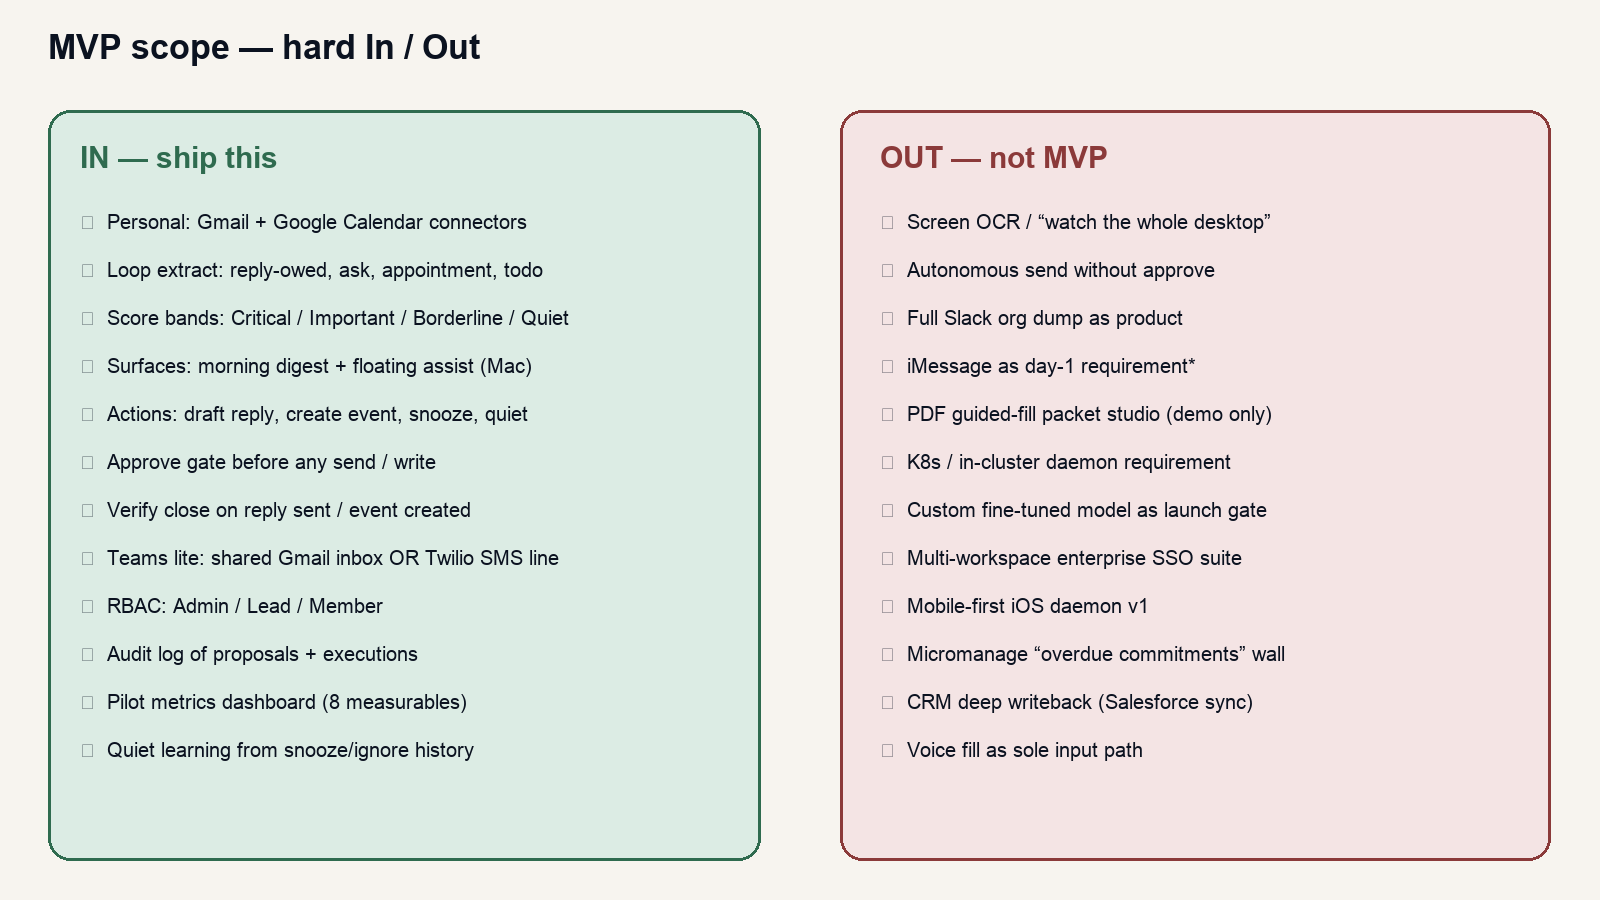 MVP scope — hard In / Out
IN — ship this
Personal: Gmail + Google Calendar connectors
Loop extract: reply-owed, ask, appointment, todo
Score bands: Critical / Important / Borderline / Quiet
Surfaces: morning digest + floating assist (Mac)
Actions: draft reply, create event, snooze, quiet
Approve gate before any send / write
Verify close on reply sent / event created
Teams lite: shared Gmail inbox OR Twilio SMS line
RBAC: Admin / Lead / Member
Audit log of proposals + executions
Pilot metrics dashboard (8 measurables)
Quiet learning from snooze/ignore history
OUT — not MVP
Screen OCR / “watch the whole desktop”
Autonomous send without approve
Full Slack org dump as product
iMessage as day-1 requirement*
PDF guided-fill packet studio (demo only)
K8s / in-cluster daemon requirement
Custom fine-tuned model as launch gate
Multi-workspace enterprise SSO suite
Mobile-first iOS daemon v1
Micromanage “overdue commitments” wall
CRM deep writeback (Salesforce sync)
Voice fill as sole input path